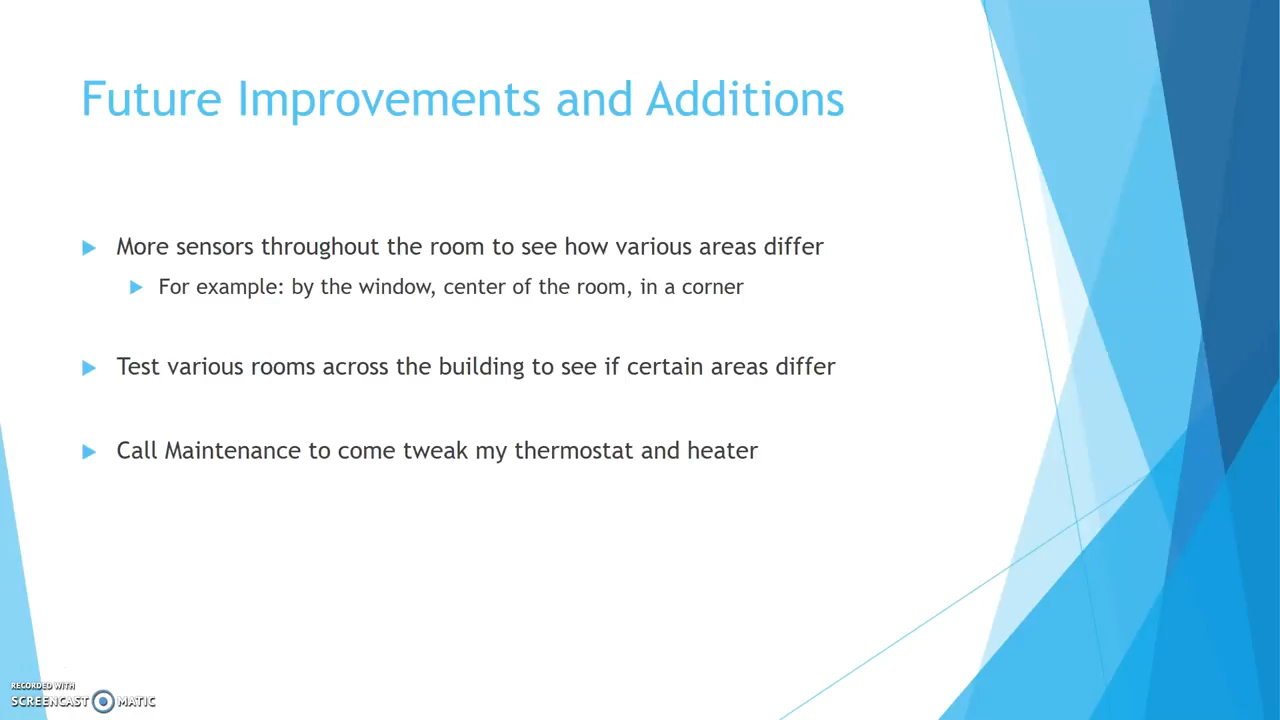 Future Improvements and Additions
More sensors throughout the room to see how various areas differ
For example: by the window, center of the room, in a corner
Test various rooms across the building to see if certain areas differ
Call Maintenance to come tweak my thermostat and heater
RECORDED WITH
SCREENCAST MATIC